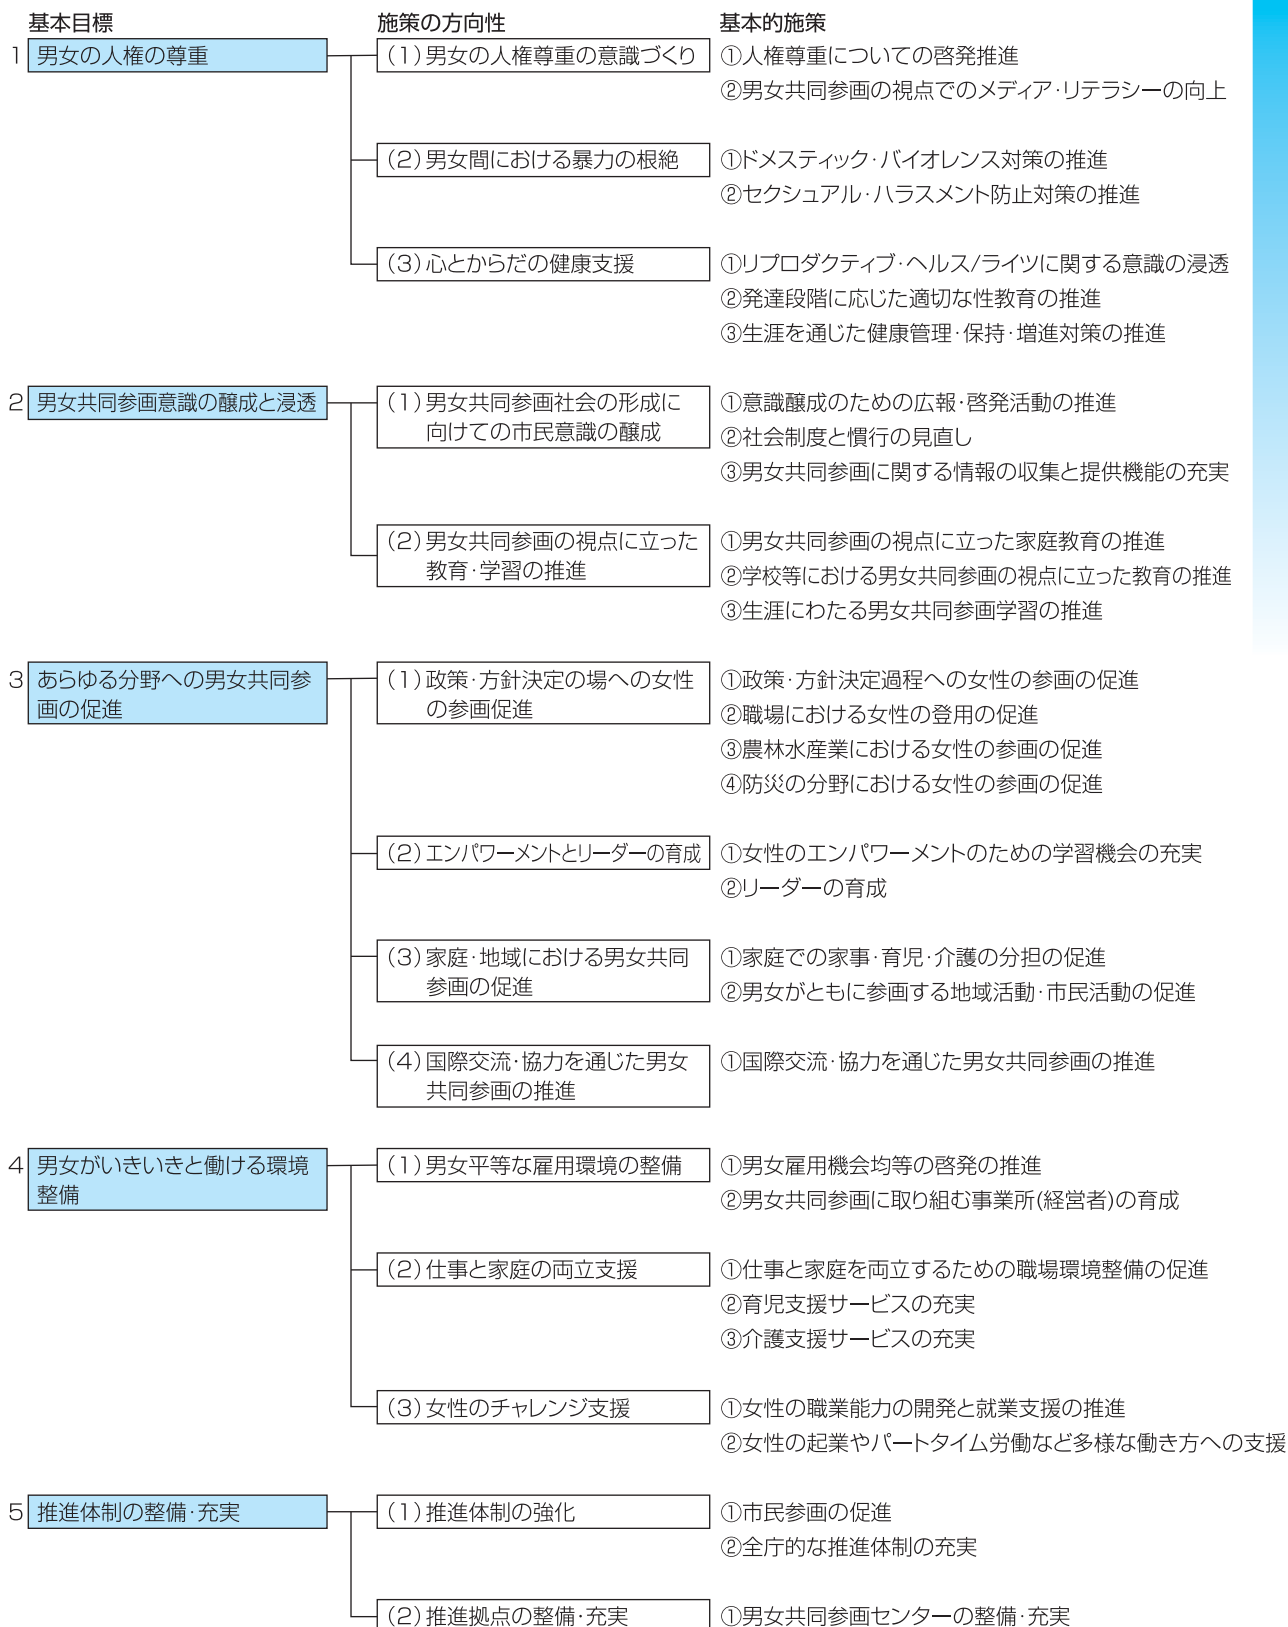 基本目標 施策の方向性 基本的施策
1 男女の人権の尊重 (1)男女の人権尊重の意識づくり ①人権尊重についての啓発推進
②男女共同参画の視点でのメディア・リテラシーの向上
(2)男女間における暴力の根絶 ①ドメスティック・バイオレンス対策の推進
②セクシュアル・ハラスメント防止対策の推進
(3)心とからだの健康支援 ①リプロダクティブ・ヘルス/ライツに関する意識の浸透
②発達段階に応じた適切な性教育の推進
③生涯を通じた健康管理・保持・増進対策の推進
2 男女共同参画意識の醸成と浸透 (1)男女共同参画社会の形成に ①意識醸成のための広報・啓発活動の推進
向けての市民意識の醸成 ②社会制度と慣行の見直し
③男女共同参画に関する情報の収集と提供機能の充実
(2)男女共同参画の視点に立った ①男女共同参画の視点に立った家庭教育の推進
教育・学習の推進 ②学校等における男女共同参画の視点に立った教育の推進
③生涯にわたる男女共同参画学習の推進
3 あらゆる分野への男女共同参 (1)政策・方針決定の場への女性 ①政策・方針決定過程への女性の参画の促進
画の促進 の参画促進 ②職場における女性の登用の促進
③農林水産業における女性の参画の促進
④防災の分野における女性の参画の促進
(2)エンパワーメントとリーダーの育成 ①女性のエンパワーメントのための学習機会の充実
②リーダーの育成
(3)家庭・地域における男女共同 ①家庭での家事・育児・介護の分担の促進
参画の促進 ②男女がともに参画する地域活動・市民活動の促進
(4)国際交流・協力を通じた男女 ①国際交流・協力を通じた男女共同参画の推進
共同参画の推進
4 男女がいきいきと働ける環境 (1)男女平等な雇用環境の整備 ①男女雇用機会均等の啓発の推進
整備 ②男女共同参画に取り組む事業所(経営者)の育成
(2)仕事と家庭の両立支援 ①仕事と家庭を両立するための職場環境整備の促進
②育児支援サービスの充実
③介護支援サービスの充実
(3)女性のチャレンジ支援 ①女性の職業能力の開発と就業支援の推進
②女性の起業やパートタイム労働など多様な働き方への支援
5 推進体制の整備・充実 (1)推進体制の強化 ①市民参画の促進
②全庁的な推進体制の充実
(2)推進拠点の整備・充実 ①男女共同参画センターの整備・充実